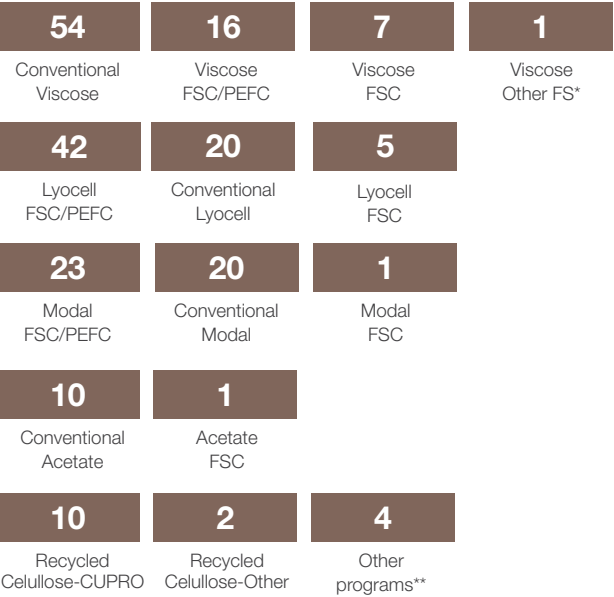 54 16 7 1
Conventional Viscose Viscose Viscose
Viscose FSC/PEFC FSC Other FS*
42 20 5
Lyocell Conventional Lyocell
FSC/PEFC Lyocell FSC
23 20 1
Modal Conventional Modal
FSC/PEFC Modal FSC
10 1
Conventional Acetate
Acetate FSC
10 2 4
Recycled Recycled Other
Celullose-CUPRO Celullose-Other programs**